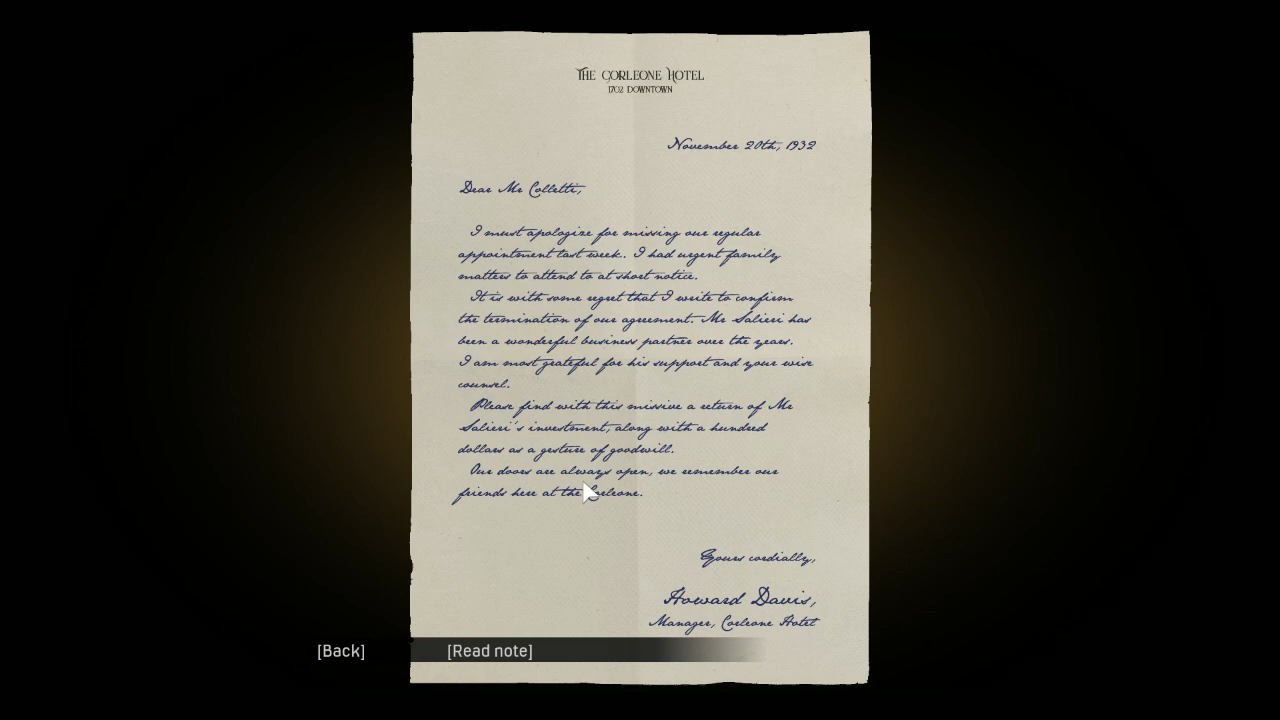 THE CORLEONE HOTEL
1702 DOWNTOWN
November 20th, 1932
Dear Mr Colletti,
I must apologize for missing our regular
appointment last week. I had urgent family
matters to attend to at short notice.
It is with some regret that I write to confirm
the termination of our agreement. Mr Salieri has
been a wonderful business partner over the years.
I am most grateful for his support and your wise
counsel.
Please find with this missive a return of Mr
Salieri's investment, along with a hundred
dollars as a gesture of goodwill.
Our doors are always open, we remember our
friends here at the Corleone.
Yours cordially,
Howard Davis,
Manager, Corleone Hotel
[Back] [Read note]